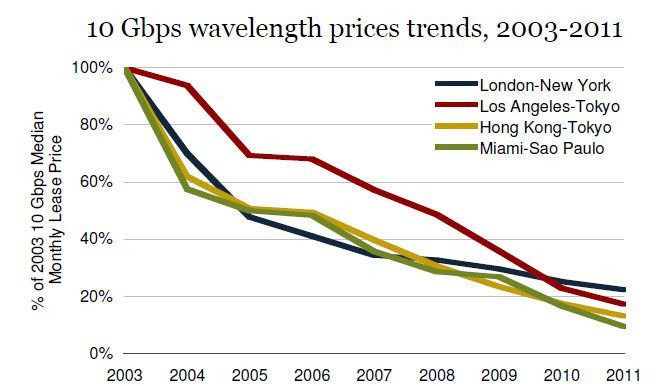 10 Gbps wavelength prices trends, 2003-2011
% of 2003 10 Gbps Median
Monthly Lease Price
100%
80%
60%
40%
20%
0%
London-New York
Los Angeles-Tokyo
Hong Kong-Tokyo
Miami-Sao Paulo
2003 2004 2005 2006 2007 2008 2009 2010 2011